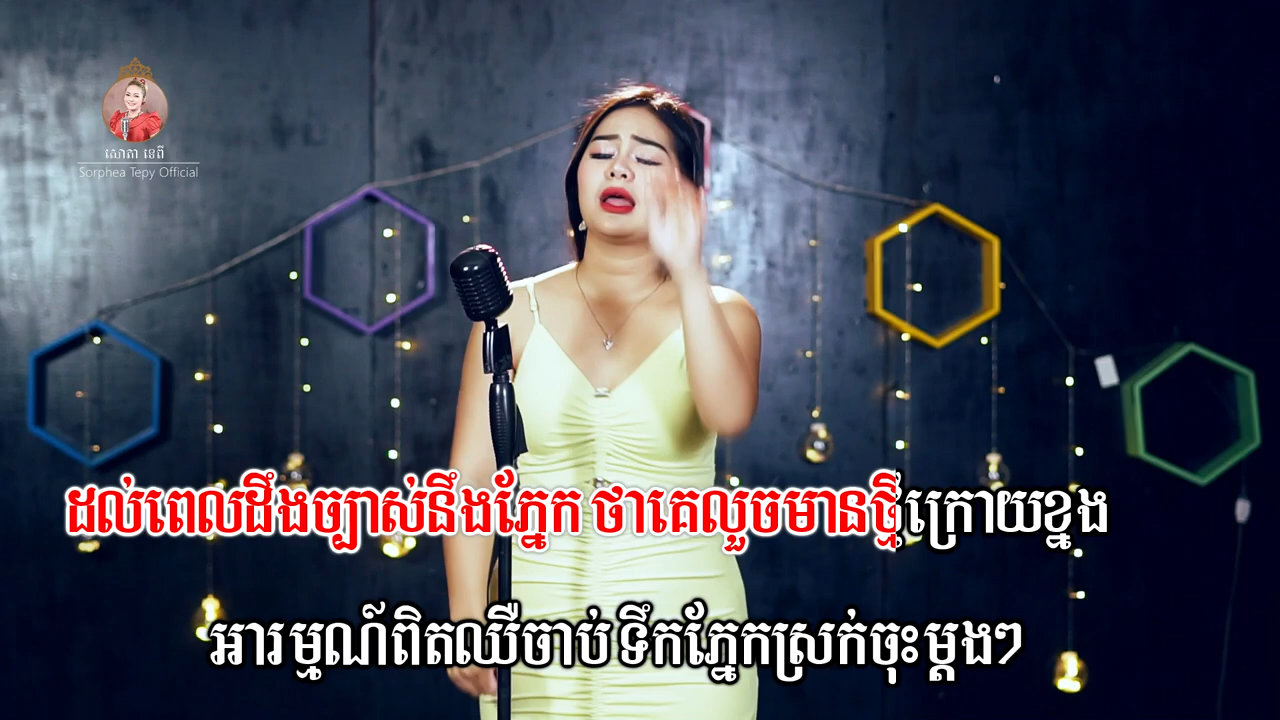 សោភា ទេពី
Sorphea Tepy Official
ដល់ពេលដឹងច្បាស់នឹងភ្នែក ថាគេលួចមានថ្មីក្រោយខ្នង
អារម្មណ៍ពិតឈឺចាប់ ទឹកភ្នែកស្រក់ចុះម្ដងៗ